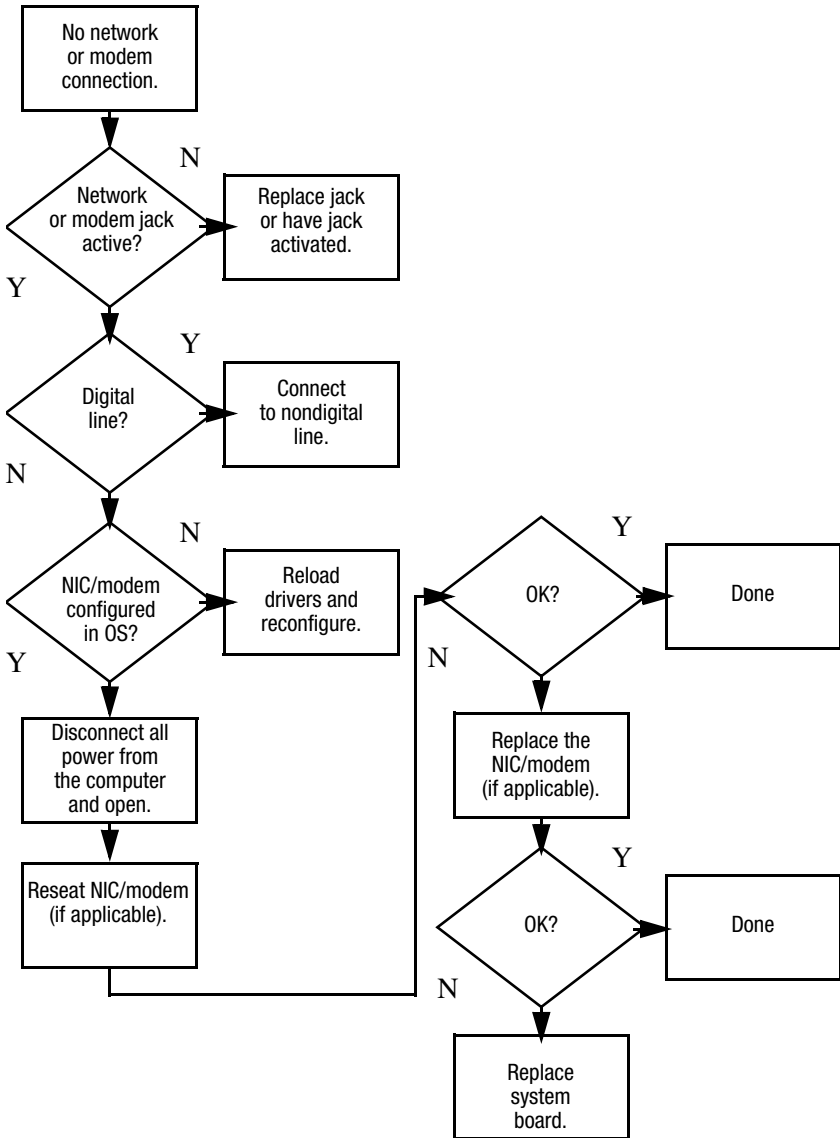 No network
or modem
connection.
N
Network
or modem jack
active?
Replace jack
or have jack
activated.
Y
Y
Digital
line?
Connect
to nondigital
line.
N
N
NIC/modem
configured
in OS?
Reload
drivers and
reconfigure.
Y
Disconnect all
power from
the computer
and open.
Reseat NIC/modem
(if applicable).
Y
OK?
Done
N
Replace the
NIC/modem
(if applicable).
Y
OK?
Done
N
Replace
system
board.